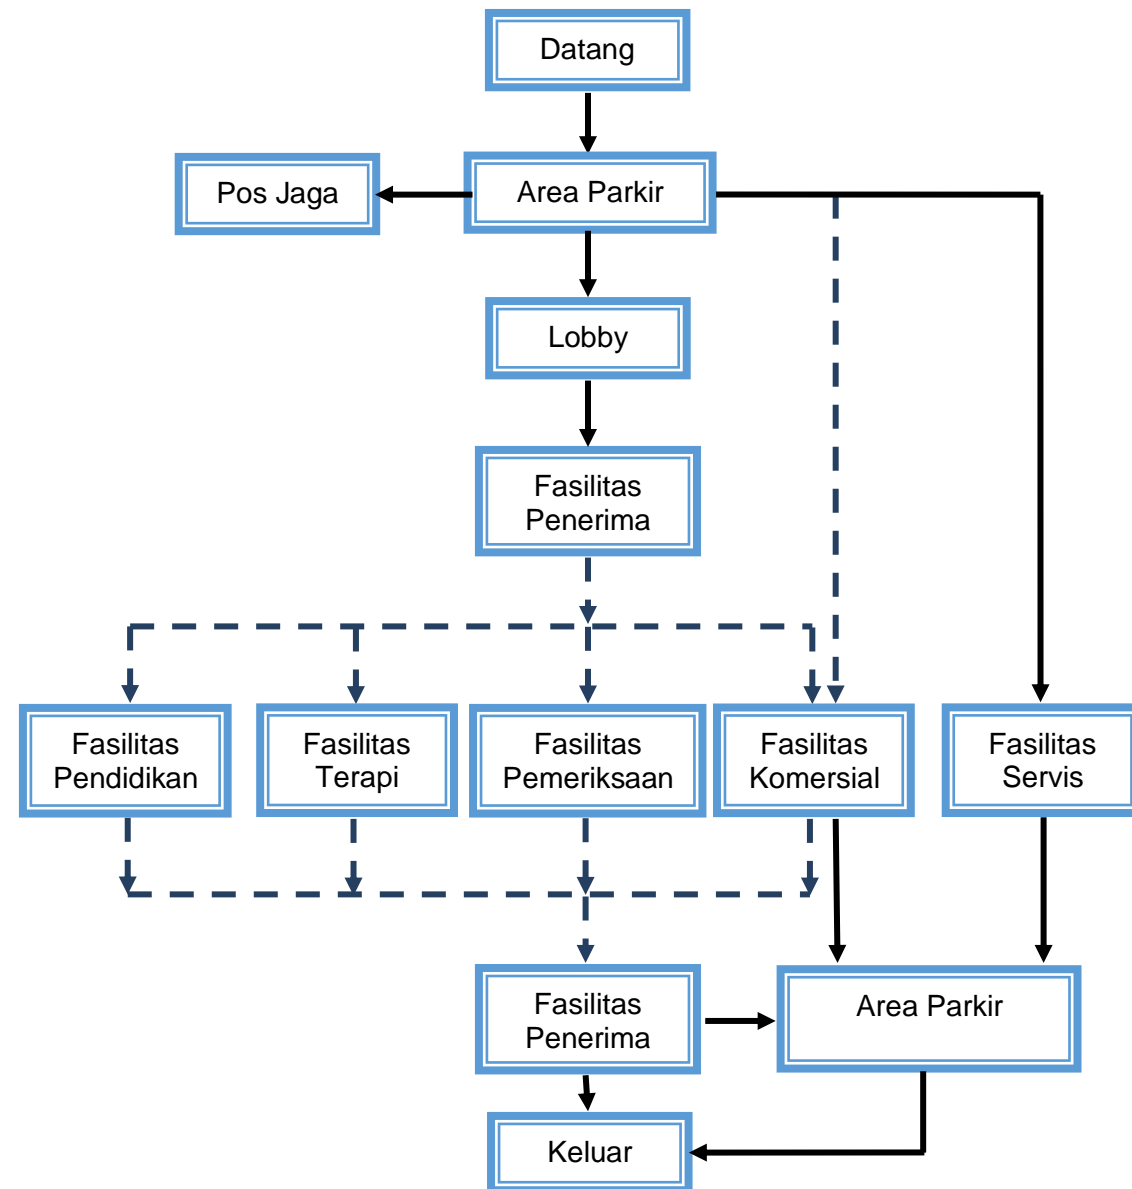 Datang
Pos Jaga
Area Parkir
Lobby
Fasilitas
Penerima
Fasilitas
Pendidikan
Fasilitas
Terapi
Fasilitas
Pemeriksaan
Fasilitas
Komersial
Fasilitas
Servis
Fasilitas
Penerima
Area Parkir
Keluar